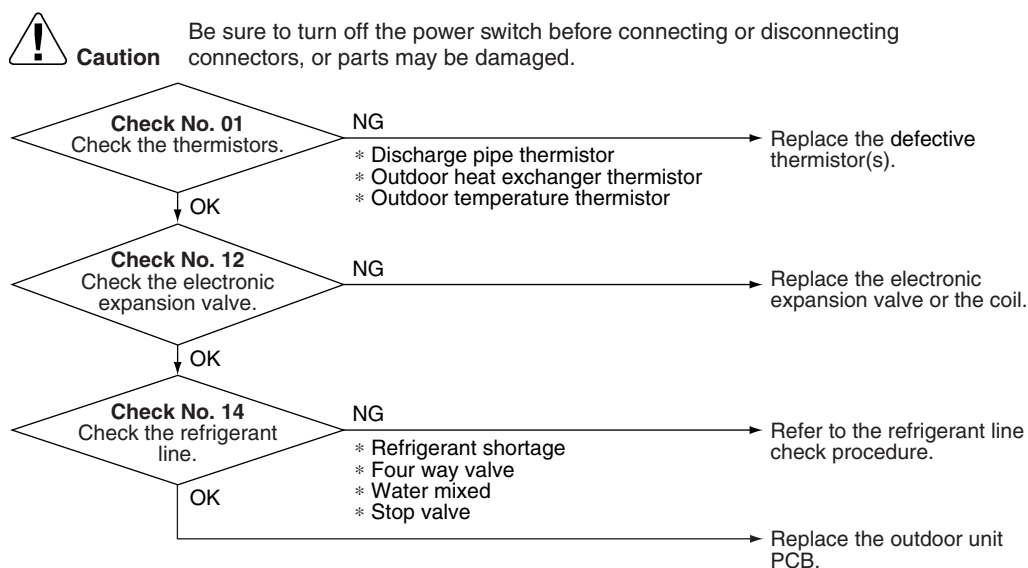 Be sure to turn off the power switch before connecting or disconnecting
Caution connectors, or parts may be damaged.
Check No. 01
Check the thermistors.
NG
∗ Discharge pipe thermistor
∗ Outdoor heat exchanger thermistor
∗ Outdoor temperature thermistor
Replace the defective
thermistor(s).
OK
Check No. 12
Check the electronic
expansion valve.
NG
Replace the electronic
expansion valve or the coil.
OK
Check No. 14
Check the refrigerant
line.
NG
∗ Refrigerant shortage
∗ Four way valve
∗ Water mixed
∗ Stop valve
Refer to the refrigerant line
check procedure.
OK
Replace the outdoor unit
PCB.